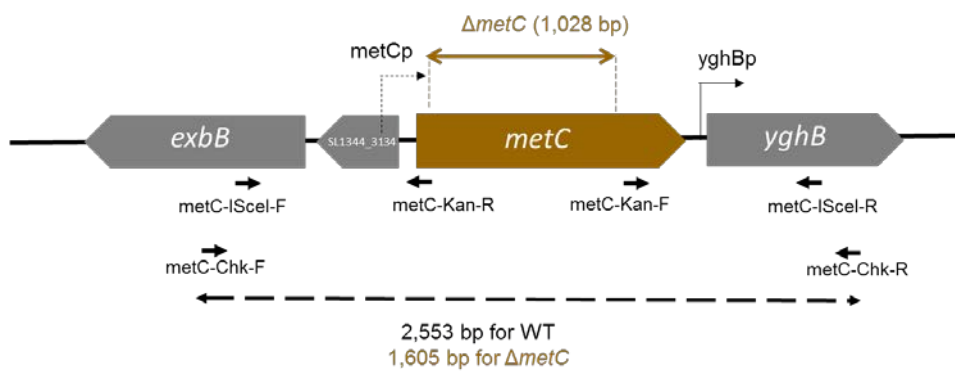 ΔmetC (1,028 bp)
metCp
yghBp
exbB
SL1344_3134
metC
yghB
metC-ISceI-F
metC-Kan-R
metC-Kan-F
metC-ISceI-R
metC-Chk-F
metC-Chk-R
2,553 bp for WT
1,605 bp for ΔmetC